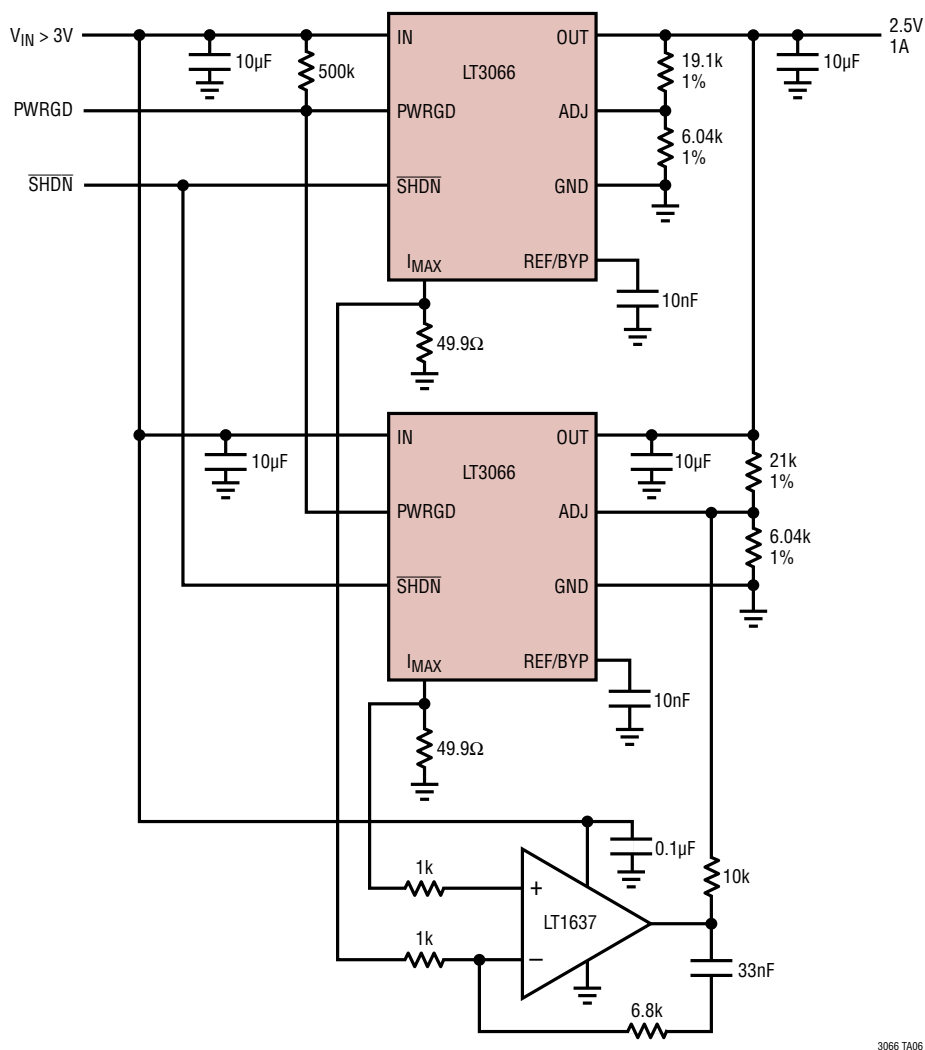 VIN > 3V
10µF
500k
PWRGD
SHDN
IN
OUT
LT3066
PWRGD
ADJ
SHDN
GND
IMAX
REF/BYP
19.1k
1%
6.04k
1%
10µF
2.5V
1A
10nF
49.9Ω
10µF
IN
OUT
LT3066
PWRGD
ADJ
SHDN
GND
IMAX
REF/BYP
10µF
21k
1%
6.04k
1%
10nF
49.9Ω
0.1µF
1k
+
LT1637
1k
–
10k
33nF
6.8k
3066 TA06